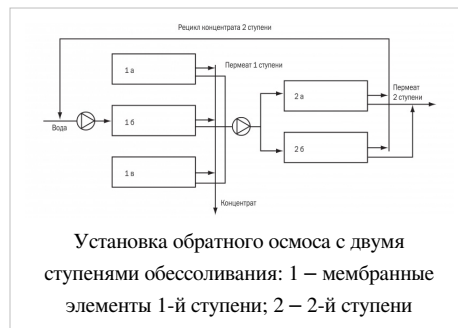 Рецикл концентрата 2 ступени
1 а
Пермеат 1 ступени
2 а
Пермеат
2 ступени
Вода
1 б
2 б
1 в
Концентрат
Установка обратного осмоса с двумя
ступенями обессоливания: 1 – мембранные
элементы 1-й ступени; 2 – 2-й ступени